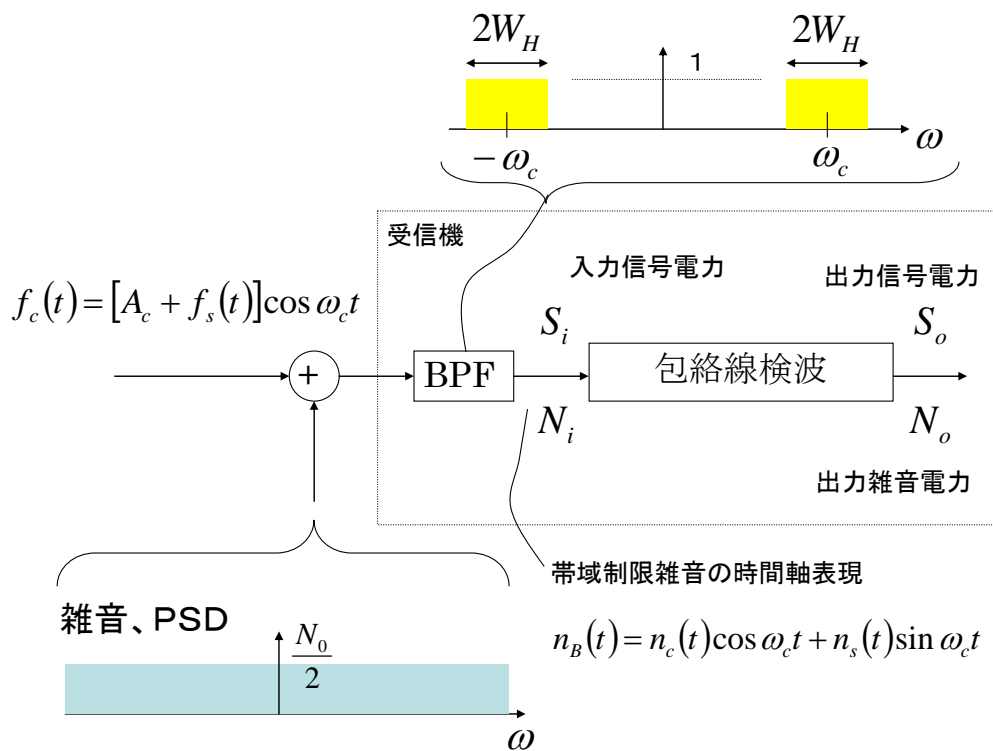 2W_H 2W_H
1
-ω_c ω_c ω
受信機
入力信号電力
出力信号電力
f_c(t)=[A_c+f_s(t)]cos ω_c t
S_i S_o
+ BPF 包絡線検波
N_i N_o
出力雑音電力
帯域制限雑音の時間軸表現
n_B(t)=n_c(t)cos ω_c t+n_s(t)sin ω_c t
雑音、PSD
N_0/2
ω